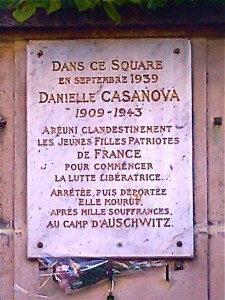 DANS CE SQUARE
EN SEPTEMBRE 1939
DANIELLE CASANOVA
1909-1943
A RÉUNI CLANDESTINEMENT
LES JEUNES FILLES PATRIOTES
DE FRANCE
POUR COMMENCER
LA LUTTE LIBÉRATRICE...
ARRÊTÉE, PUIS DÉPORTÉE
ELLE MOURUT,
APRÈS MILLE SOUFFRANCES,
AU CAMP D'AUSCHWITZ.